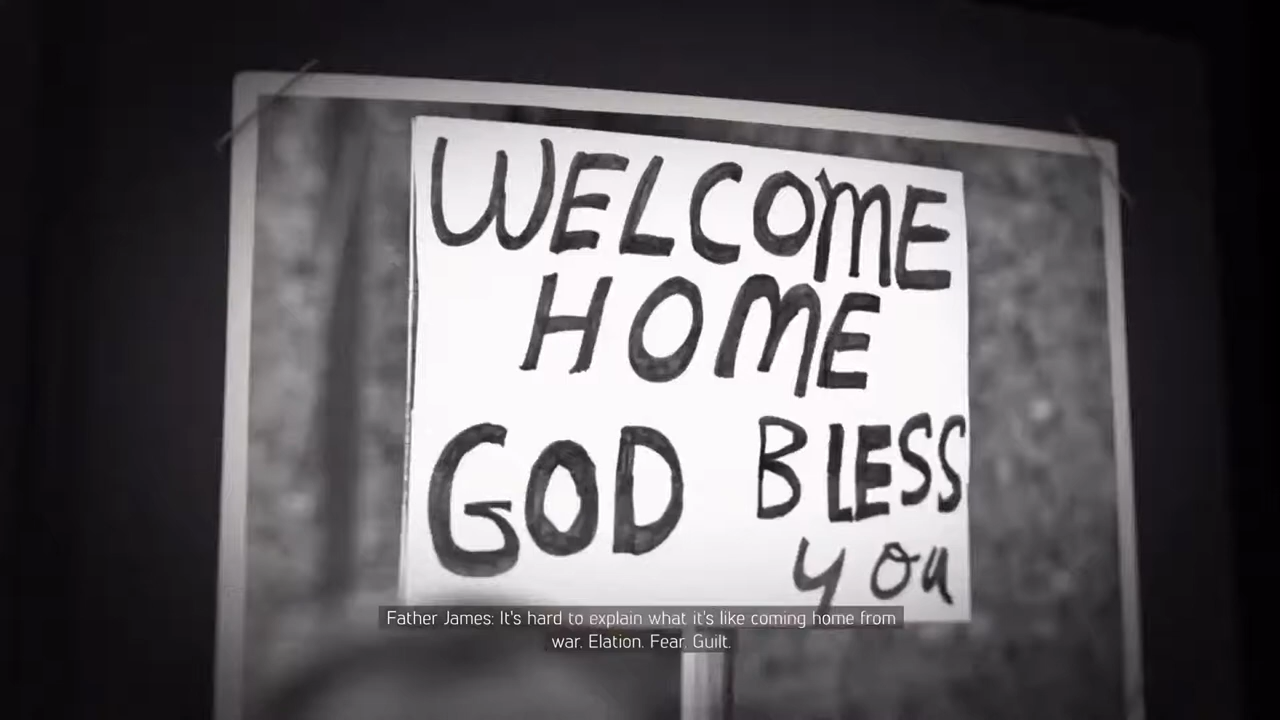 WELCOME
HOME
GOD BLESS
you
Father James: It's hard to explain what it's like coming home from
war. Elation. Fear. Guilt.